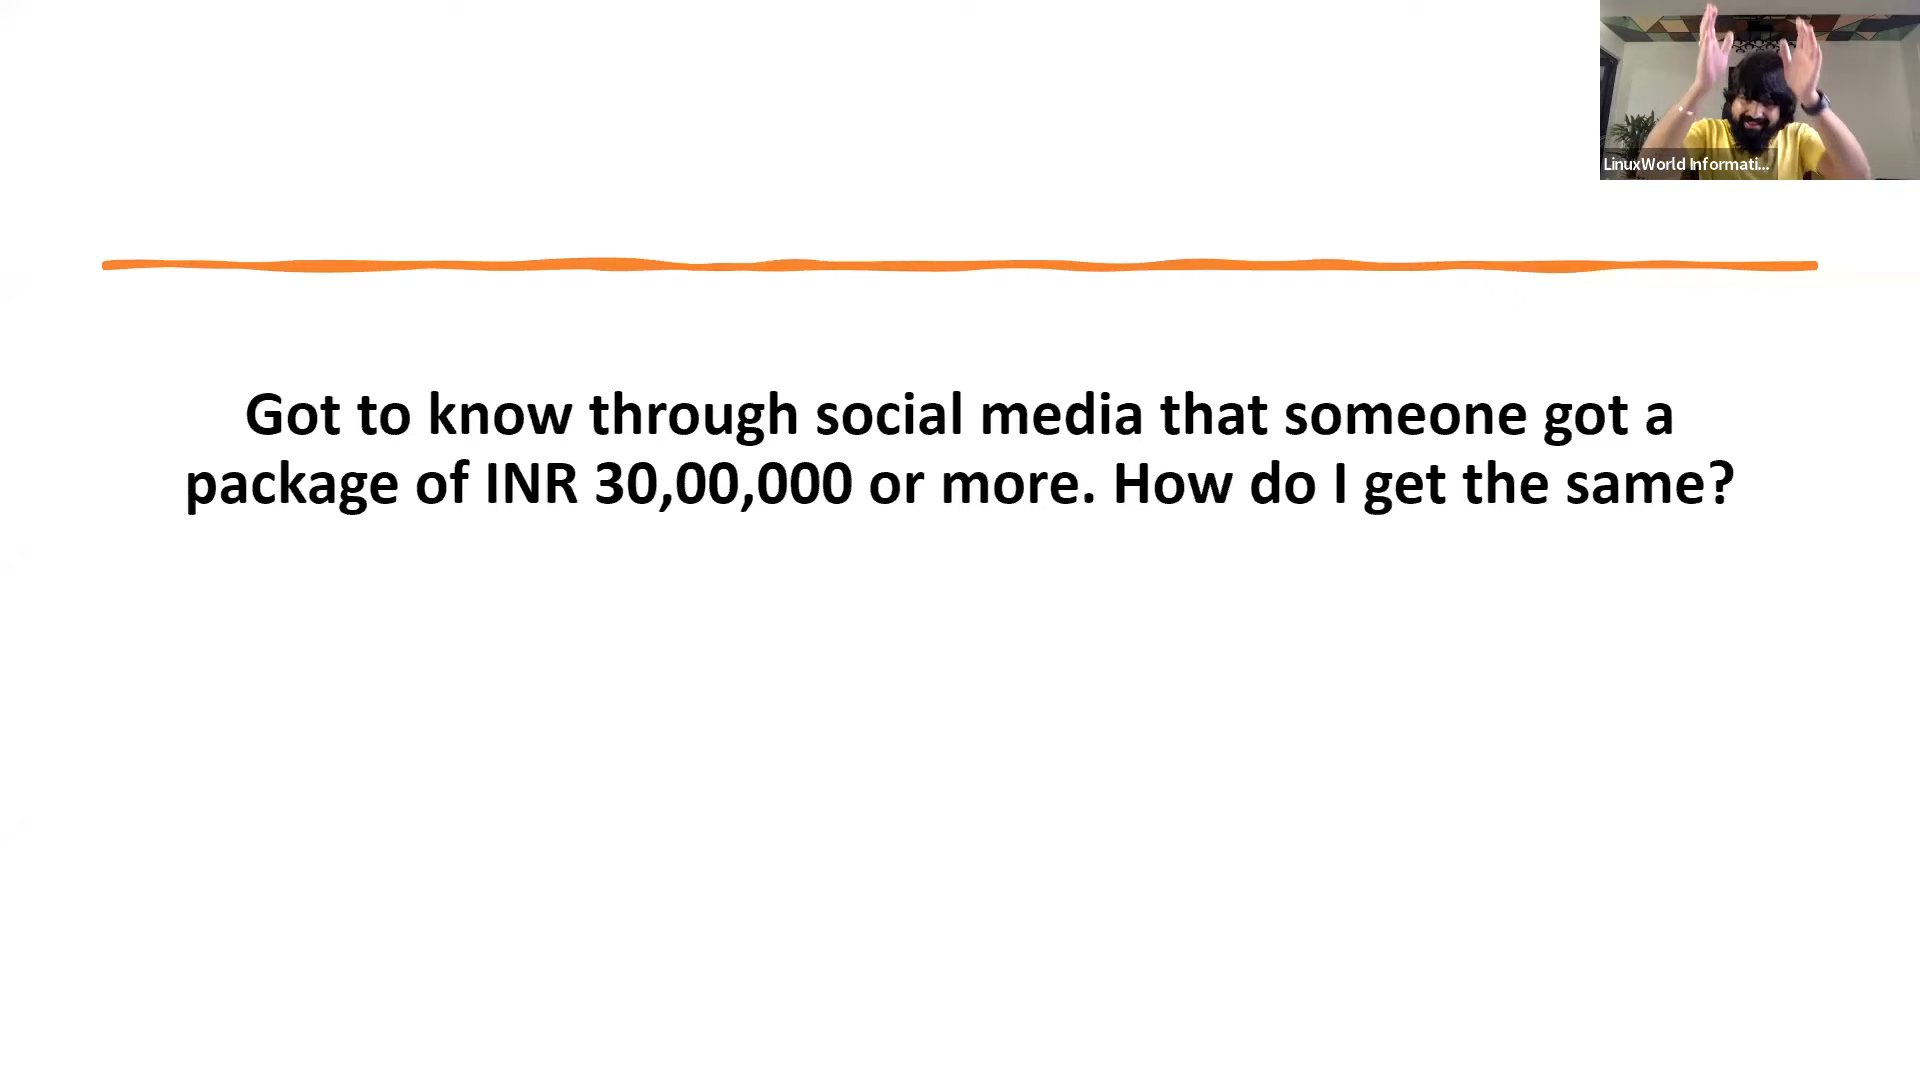 LinuxWorld Informati...
Got to know through social media that someone got a
package of INR 30,00,000 or more. How do I get the same?